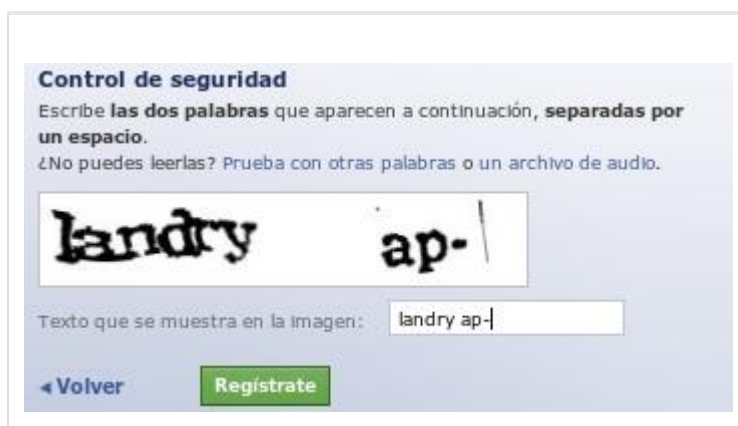 Control de seguridad
Escribe las dos palabras que aparecen a continuación, separadas por
un espacio.
¿No puedes leerlas? Prueba con otras palabras o un archivo de audio.
landry ap-
Texto que se muestra en la imagen: landry ap-
◂ Volver Regístrate